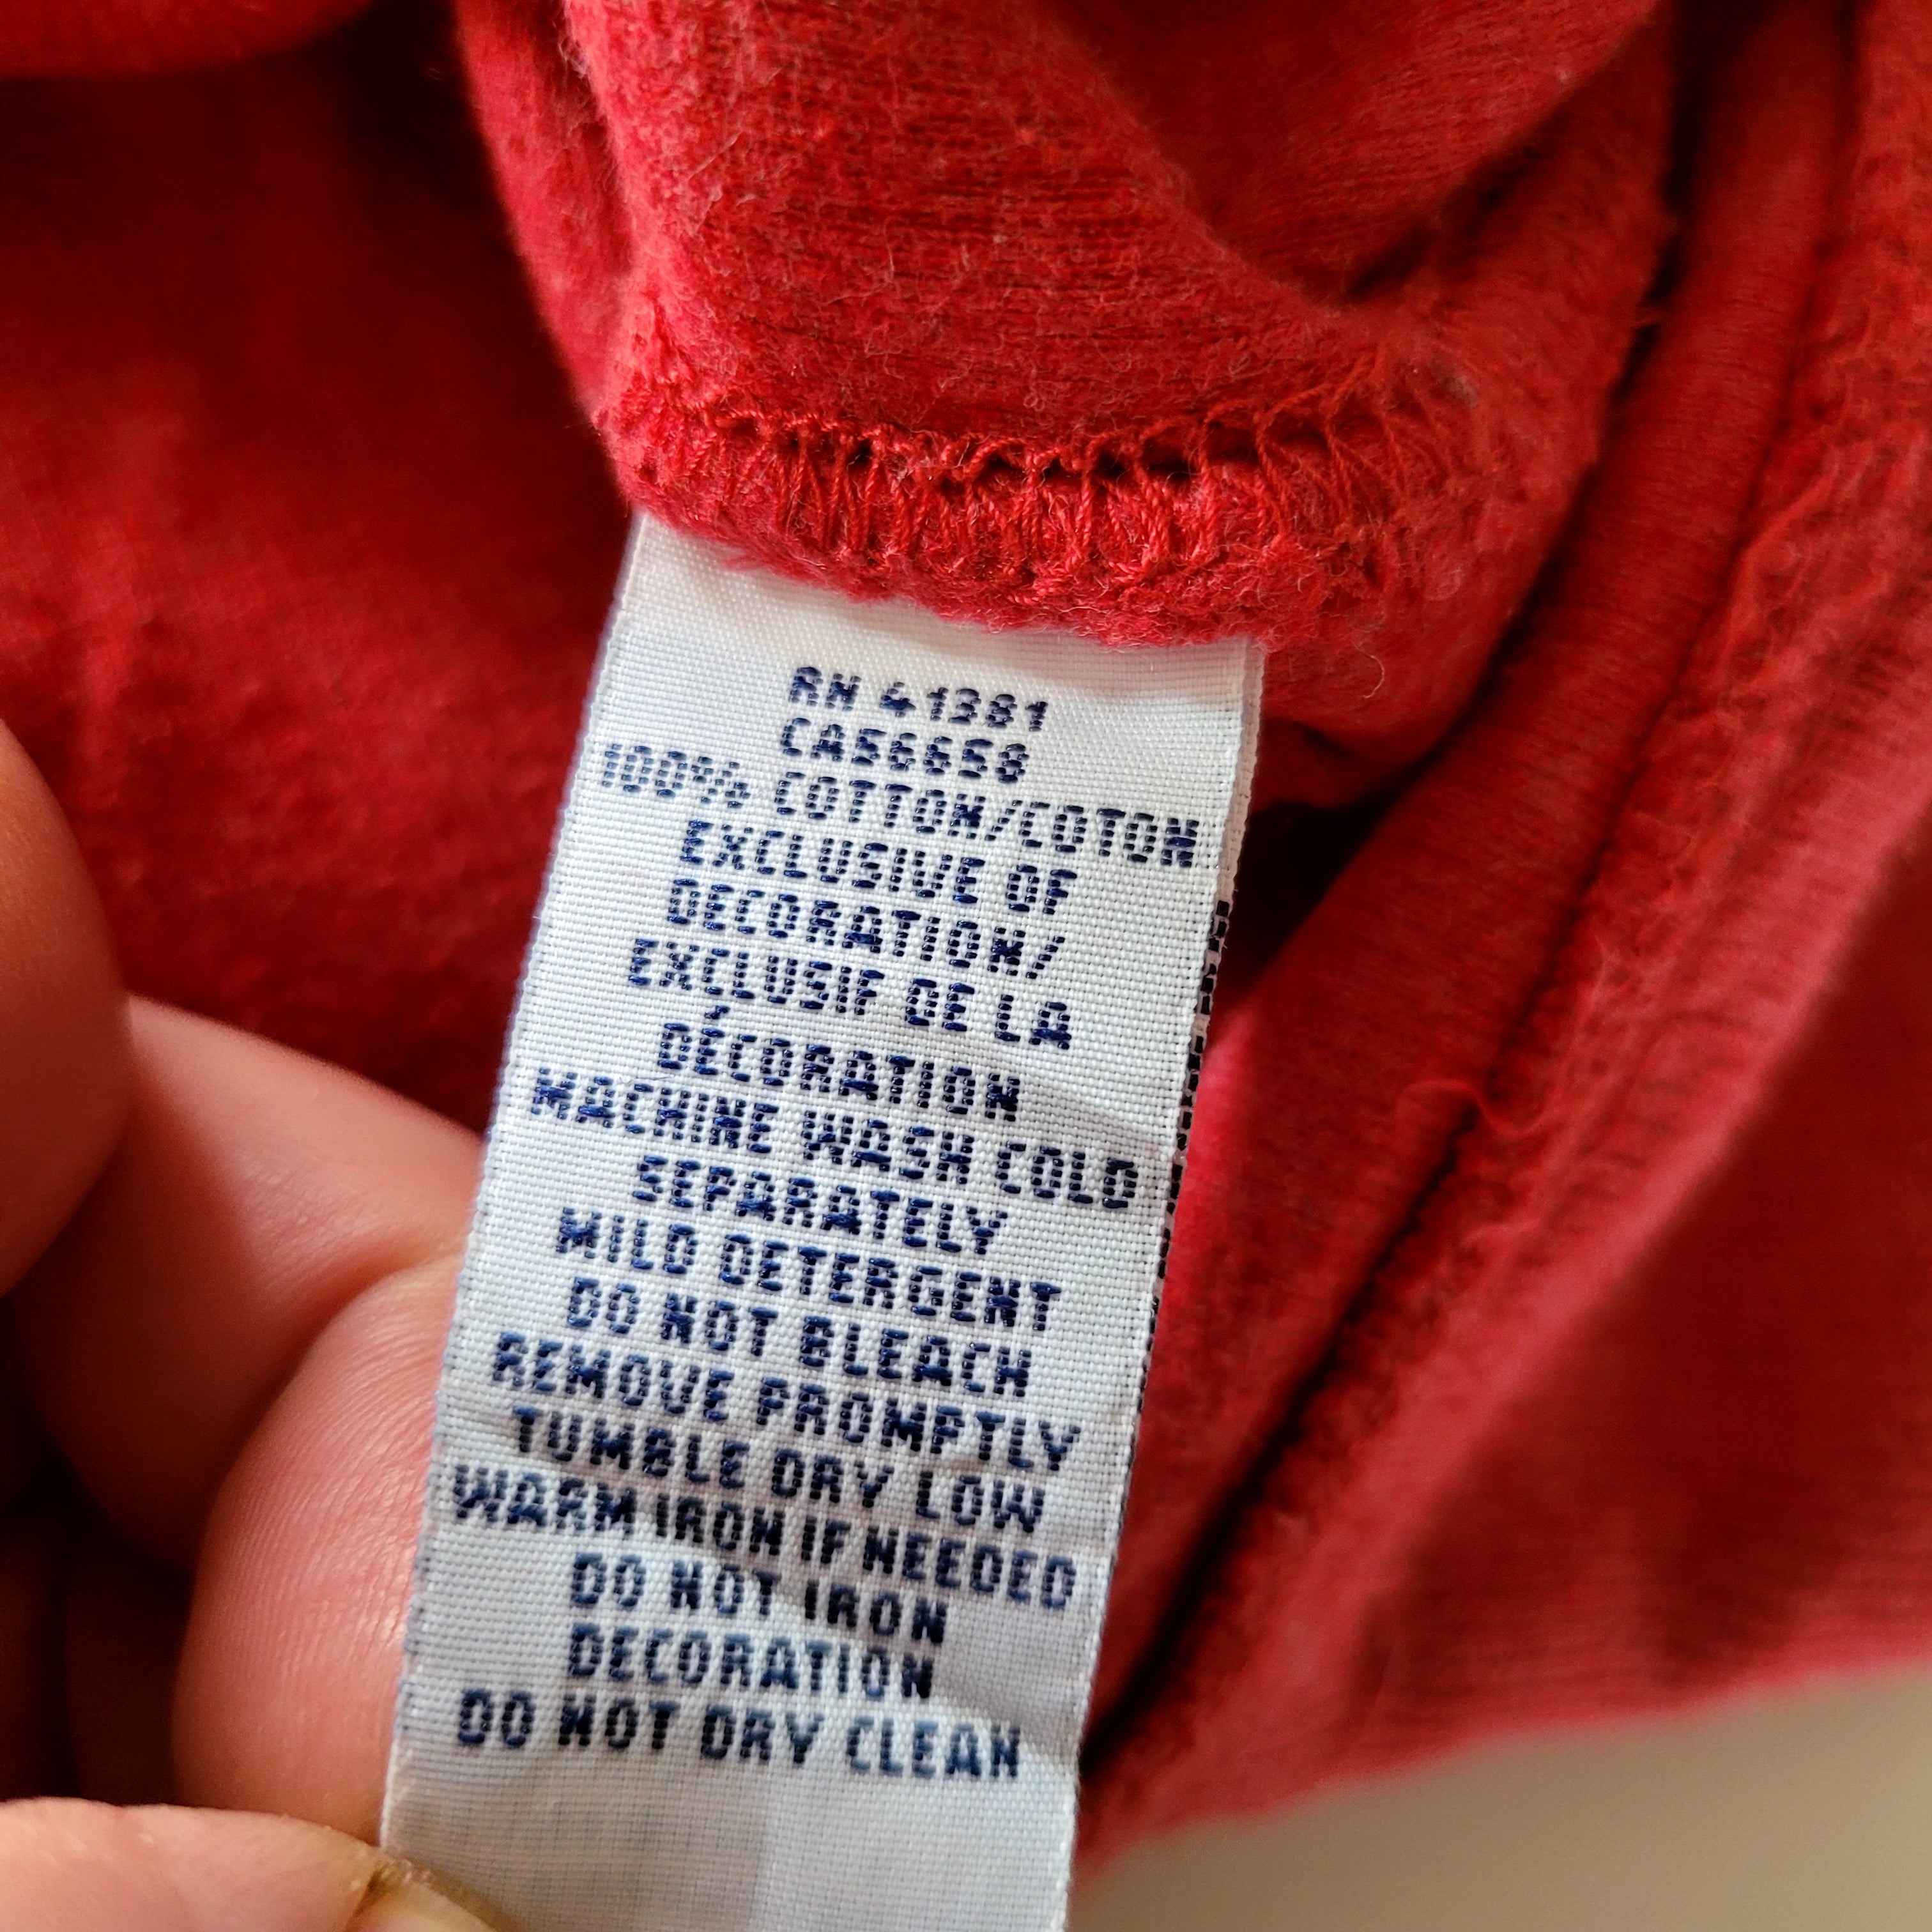 RN 41381
CA56658
100% COTTON/COTON
EXCLUSIVE OF
DECORATION/
EXCLUSIF DE LA
DÉCORATION
MACHINE WASH COLD
SEPARATELY
MILD DETERGENT
DO NOT BLEACH
REMOVE PROMPTLY
TUMBLE DRY LOW
WARM IRON IF NEEDED
DO NOT IRON
DECORATION
DO NOT DRY CLEAN